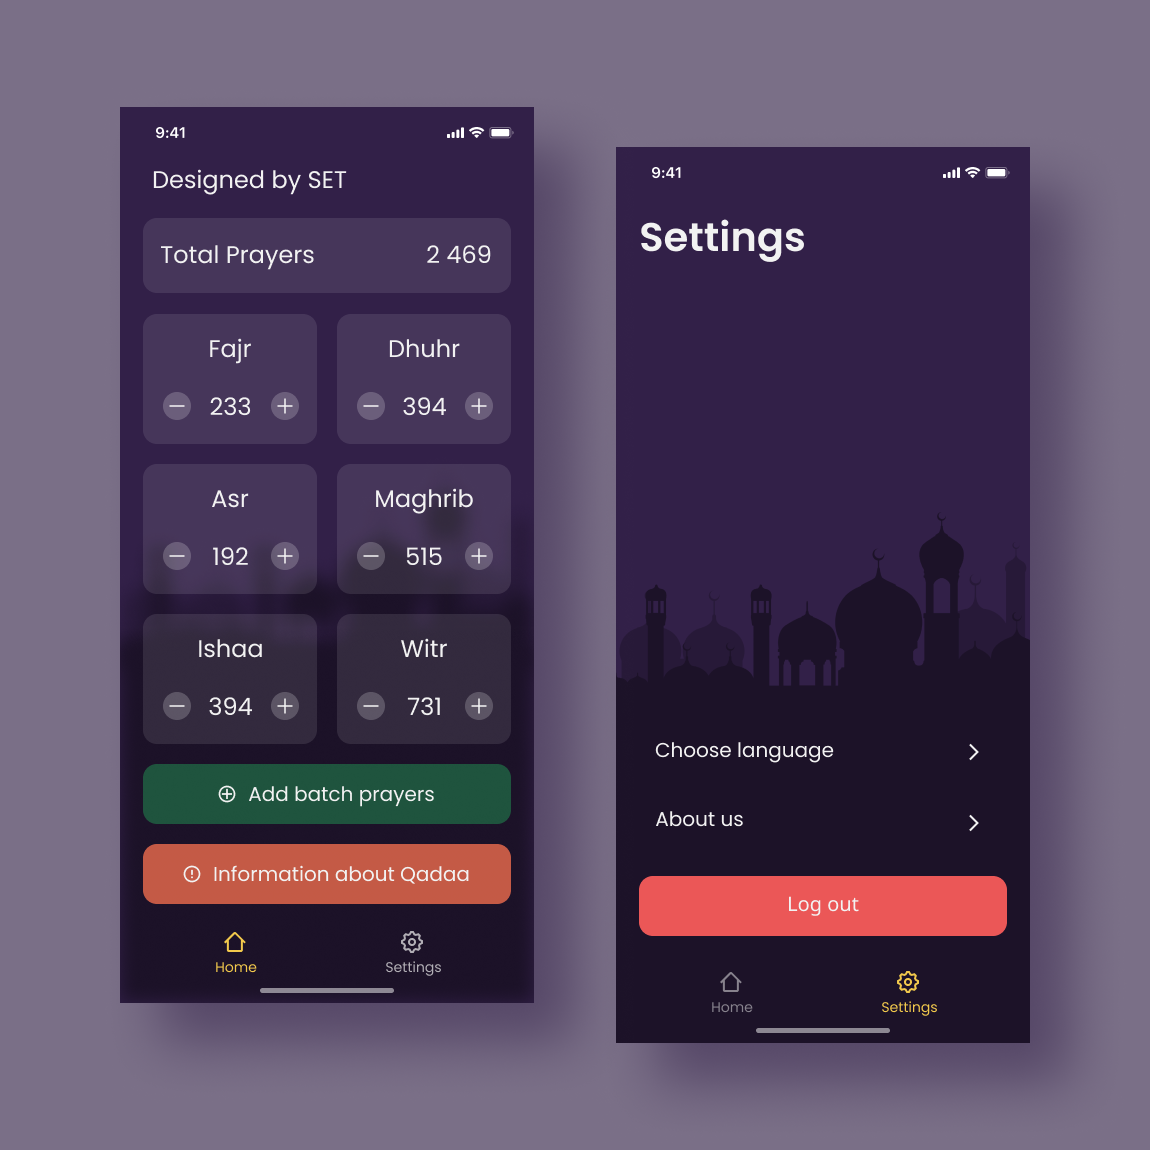 9:41
Designed by SET
Total Prayers 2 469
Fajr
233
Dhuhr
394
Asr
192
Maghrib
515
Ishaa
394
Witr
731
Add batch prayers
Information about Qadaa
Home
Settings
9:41
Settings
Choose language
About us
Log out
Home
Settings